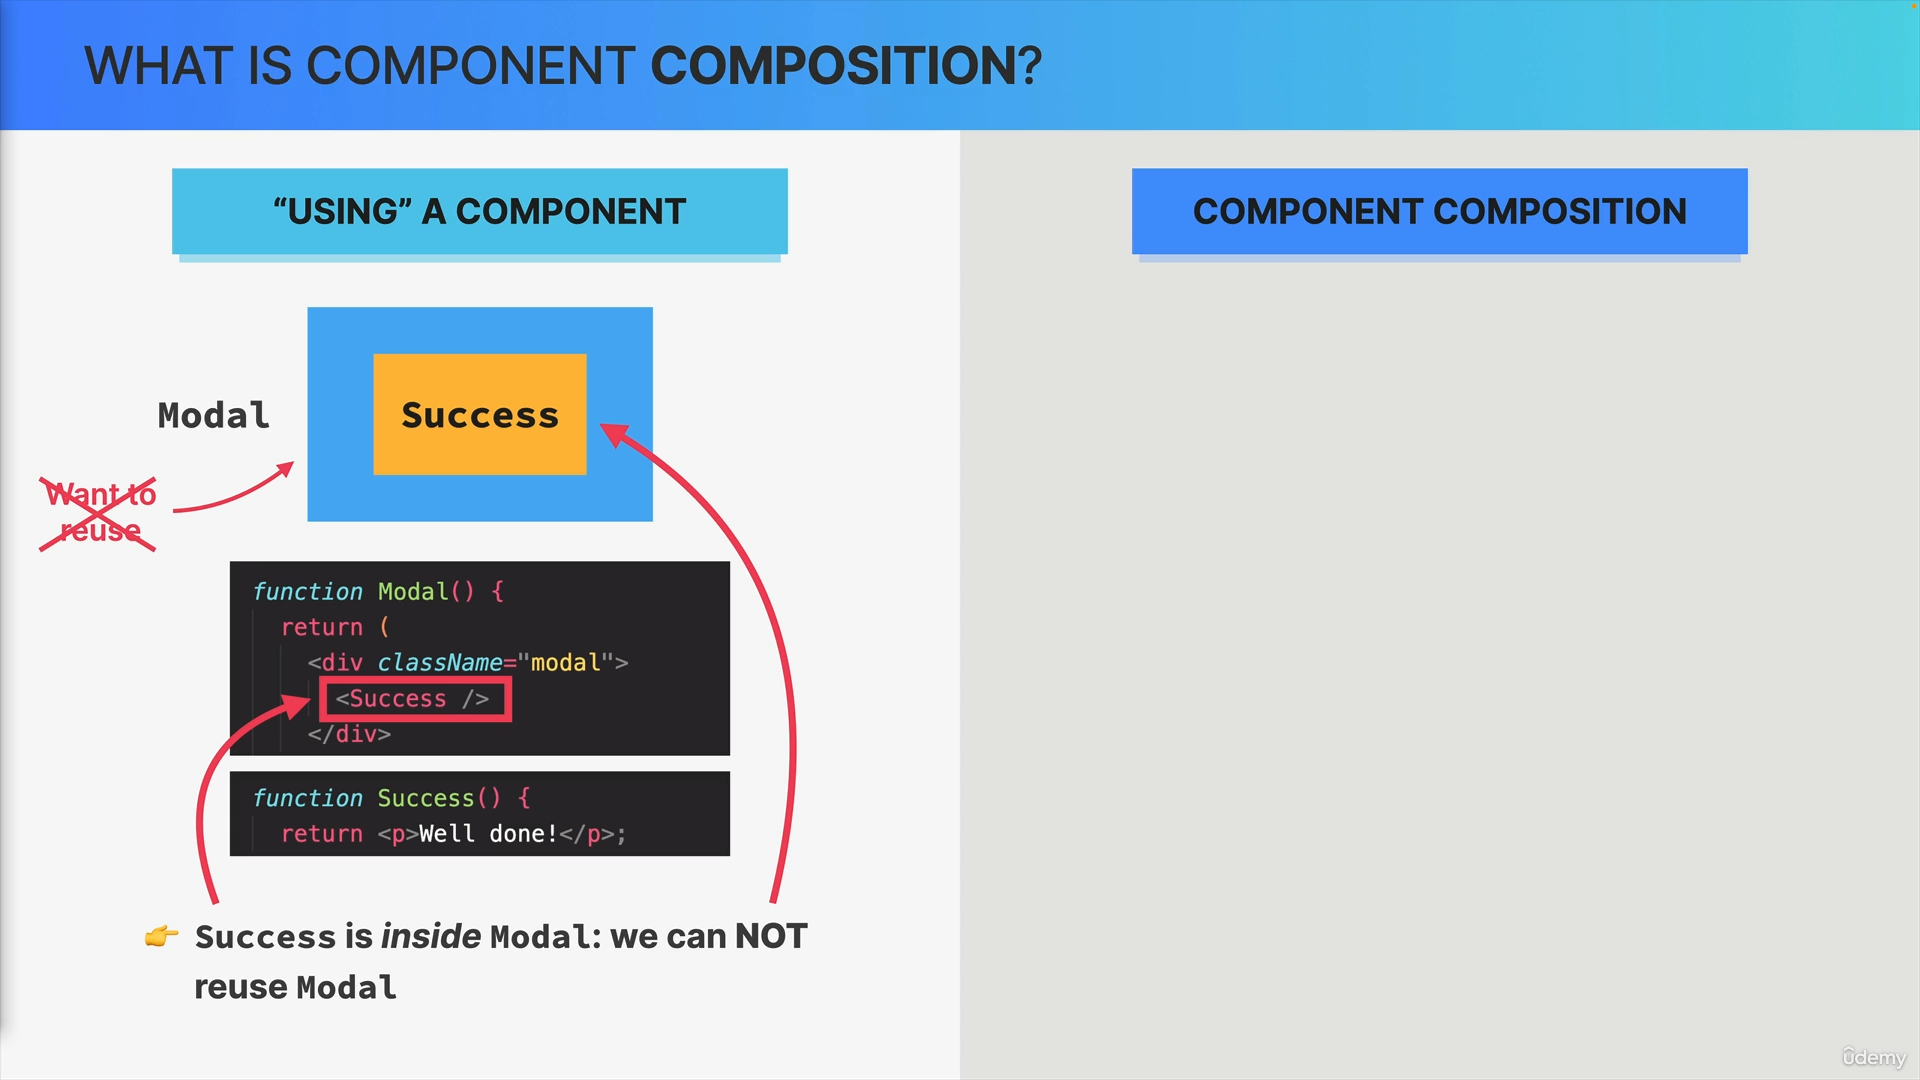 WHAT IS COMPONENT COMPOSITION?
“USING” A COMPONENT
Modal
Success
Want to
reuse
function Modal() {
return (
<div className="modal">
<Success />
</div>
function Success() {
return <p>Well done!</p>;
👉 Success is inside Modal: we can NOT
reuse Modal
COMPONENT COMPOSITION
ûdemy